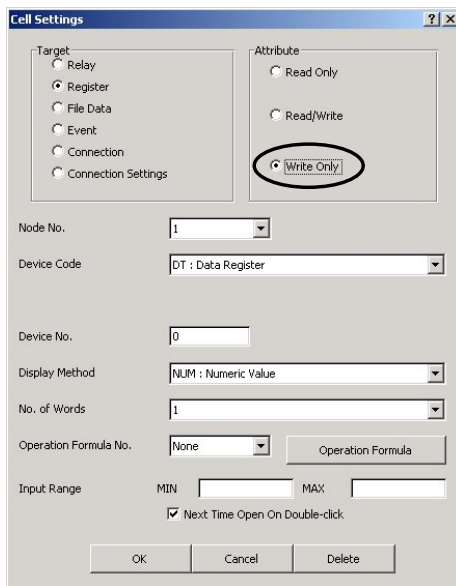 Cell Settings
Target
Relay
Register
File Data
Event
Connection
Connection Settings
Attribute
Read Only
Read/Write
Write Only
Node No. 1
Device Code DT : Data Register
Device No. 0
Display Method NUM : Numeric Value
No. of Words 1
Operation Formula No. None Operation Formula
Input Range MIN MAX
Next Time Open On Double-click
OK Cancel Delete